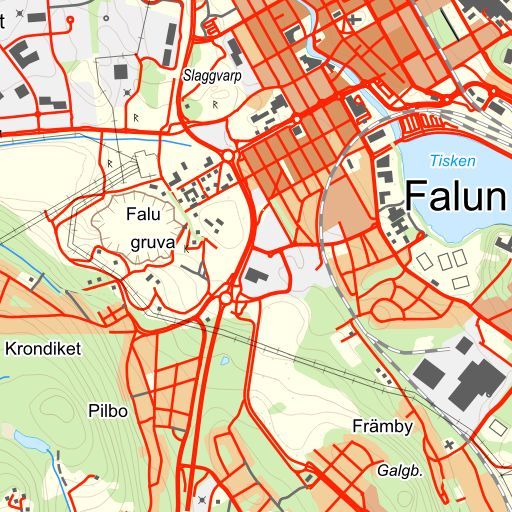 t
Slaggvarp
Tisken
Falun
Falu
gruva
Krondiket
Pilbo
Främby
Galgb.